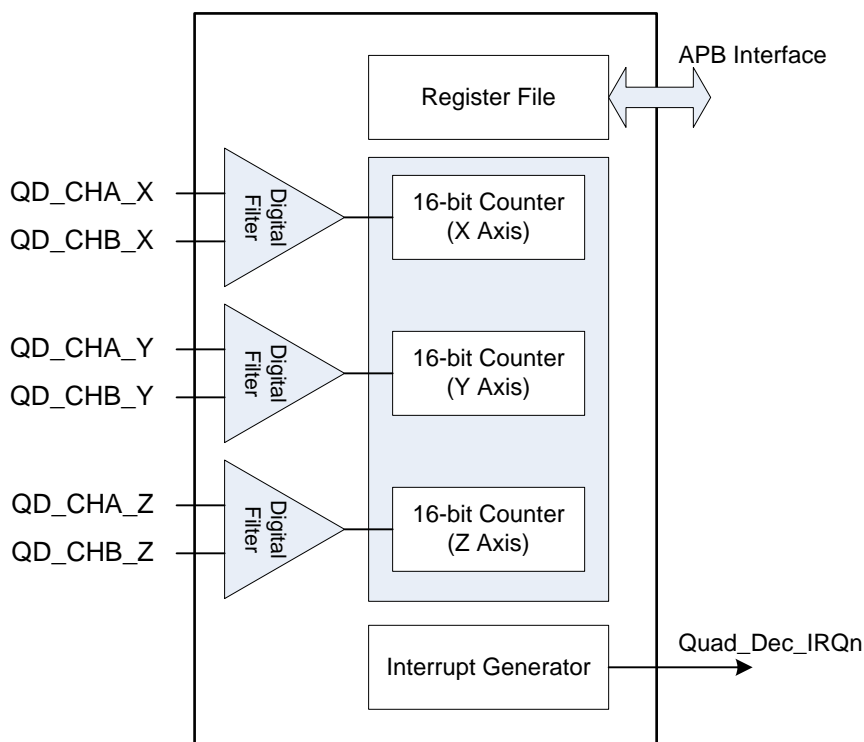 APB Interface
Register File
QD_CHA_X
QD_CHB_X
Digital
Filter
16-bit Counter
(X Axis)
QD_CHA_Y
QD_CHB_Y
Digital
Filter
16-bit Counter
(Y Axis)
QD_CHA_Z
QD_CHB_Z
Digital
Filter
16-bit Counter
(Z Axis)
Quad_Dec_IRQn
Interrupt Generator